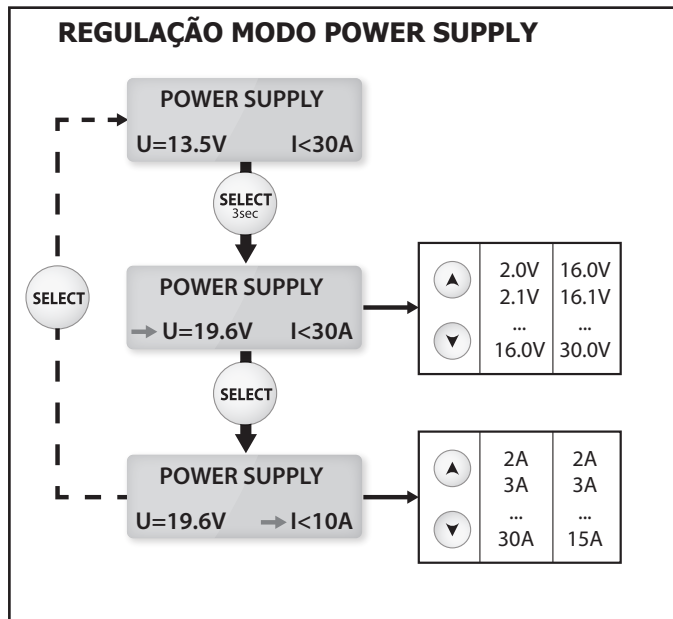 REGULAÇÃO MODO POWER SUPPLY
POWER SUPPLY
U=13.5V I<30A
SELECT
3sec
POWER SUPPLY
U=19.6V I<30A
2.0V 16.0V
2.1V 16.1V
... ...
16.0V 30.0V
SELECT
SELECT
POWER SUPPLY
U=19.6V I<10A
2A 2A
3A 3A
... ...
30A 15A